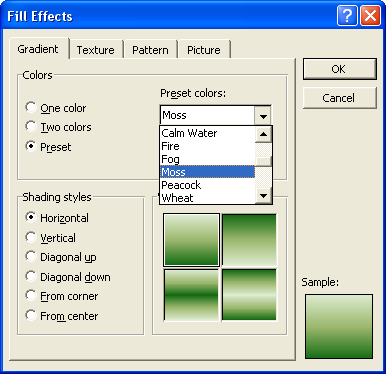 Fill Effects
Gradient Texture Pattern Picture
Colors
One color
Two colors
Preset
Preset colors:
Moss
Calm Water
Fire
Fog
Moss
Peacock
Wheat
OK
Cancel
Shading styles
Horizontal
Vertical
Diagonal up
Diagonal down
From corner
From center
Sample: